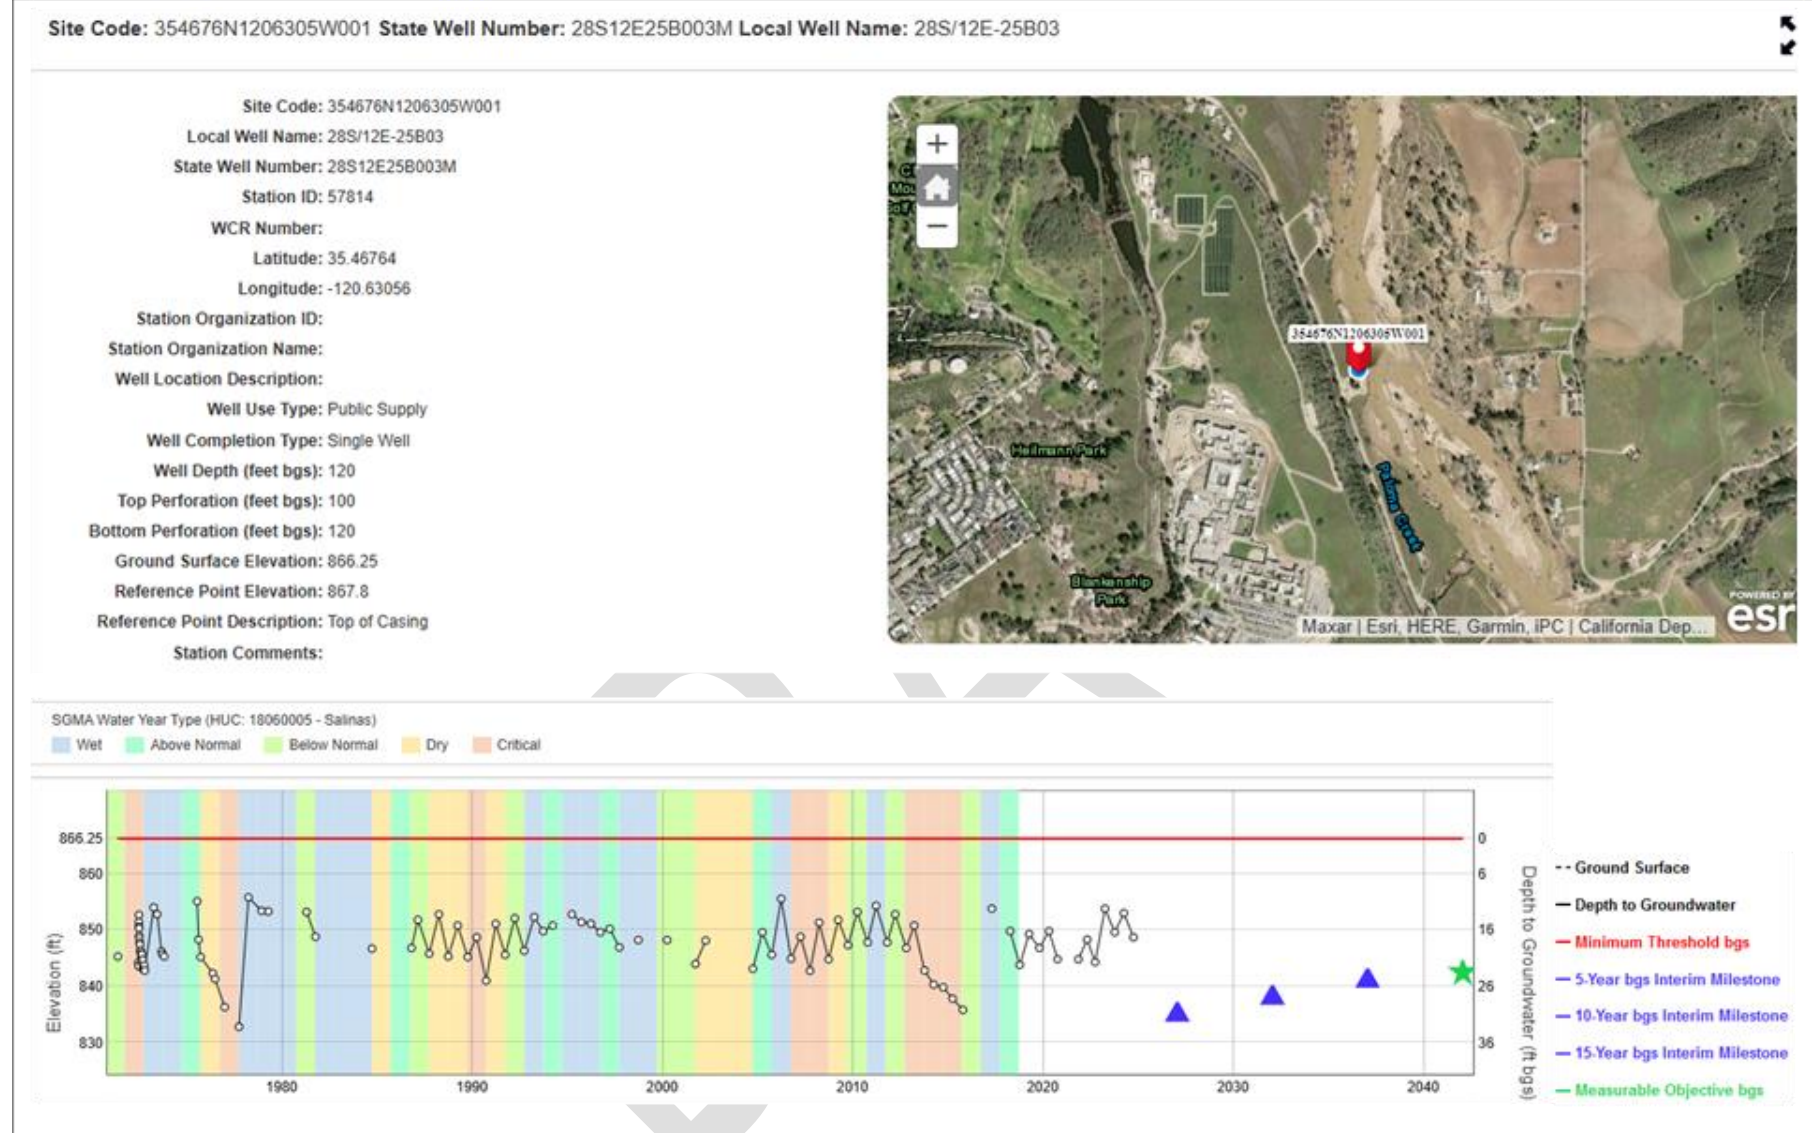 Site Code: 354676N1206305W001 State Well Number: 28S12E25B003M Local Well Name: 28S/12E-25B03
Site Code: 354676N1206305W001
Local Well Name: 28S/12E-25B03
State Well Number: 28S12E25B003M
Station ID: 57814
WCR Number:
Latitude: 35.46764
Longitude: -120.63056
Station Organization ID:
Station Organization Name:
Well Location Description:
Well Use Type: Public Supply
Well Completion Type: Single Well
Well Depth (feet bgs): 120
Top Perforation (feet bgs): 100
Bottom Perforation (feet bgs): 120
Ground Surface Elevation: 866.25
Reference Point Elevation: 867.8
Reference Point Description: Top of Casing
Station Comments:
+
−
354676N1206305W001
Heilmann Park
Paloma Creek
Blankenship
Park
POWERED BY
esri
Maxar | Esri, HERE, Garmin, iPC | California Dep...
SGMA Water Year Type (HUC: 18060005 - Salinas)
Wet Above Normal Below Normal Dry Critical
Elevation (ft)
866.25
860
850
840
830
1980 1990 2000 2010 2020 2030 2040
0
6
16
26
36
Depth to Groundwater (ft bgs)
Ground Surface
Depth to Groundwater
Minimum Threshold bgs
5-Year bgs Interim Milestone
10-Year bgs Interim Milestone
15-Year bgs Interim Milestone
Measurable Objective bgs